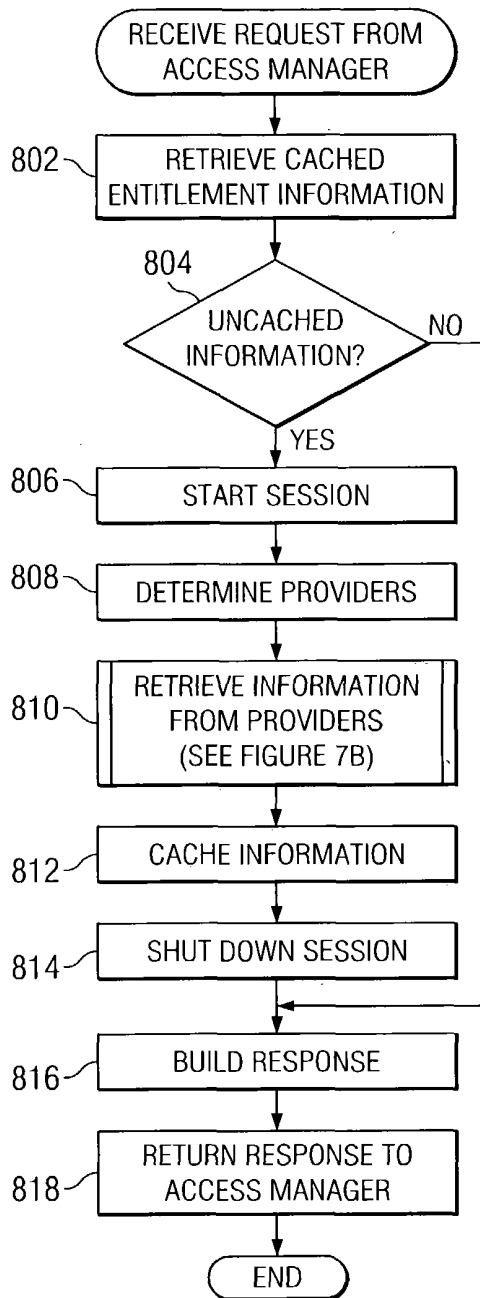 RECEIVE REQUEST FROM
ACCESS MANAGER
802
RETRIEVE CACHED
ENTITLEMENT INFORMATION
804
UNCACHED
INFORMATION?
NO
YES
806
START SESSION
808
DETERMINE PROVIDERS
810
RETRIEVE INFORMATION
FROM PROVIDERS
(SEE FIGURE 7B)
812
CACHE INFORMATION
814
SHUT DOWN SESSION
816
BUILD RESPONSE
818
RETURN RESPONSE TO
ACCESS MANAGER
END